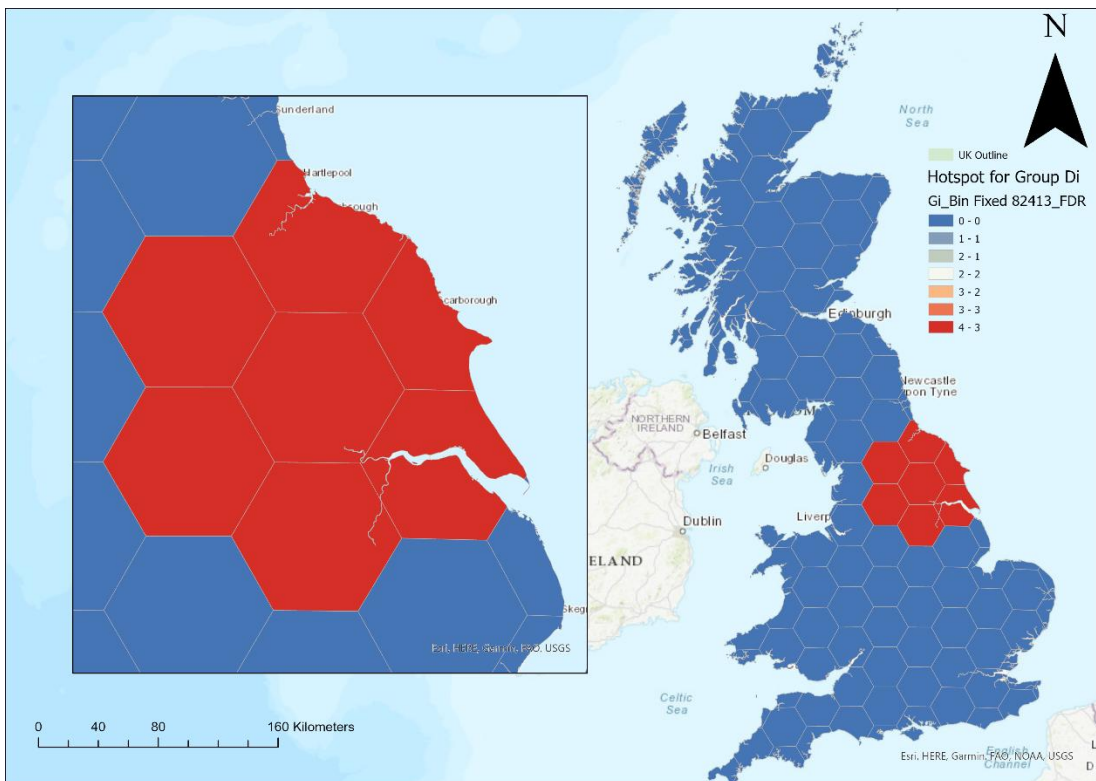 Sunderland
Hartlepool
brough
carborough
Skeg
Esri, HERE, Garmin, FAO, USGS
0 40 80 160 Kilometers
N
North
Sea
UK Outline
Hotspot for Group Di
Gi_Bin Fixed 82413_FDR
0 - 0
1 - 1
2 - 1
2 - 2
3 - 2
3 - 3
4 - 3
Edinburgh
Newcastle
pon Tyne
NORTHERN
IRELAND
Belfast
Douglas
Irish
Sea
Dublin
Liverp
ELAND
Celtic
Sea
English
Channel
Esri, HERE, Garmin, FAO, NOAA, USGS
L
D